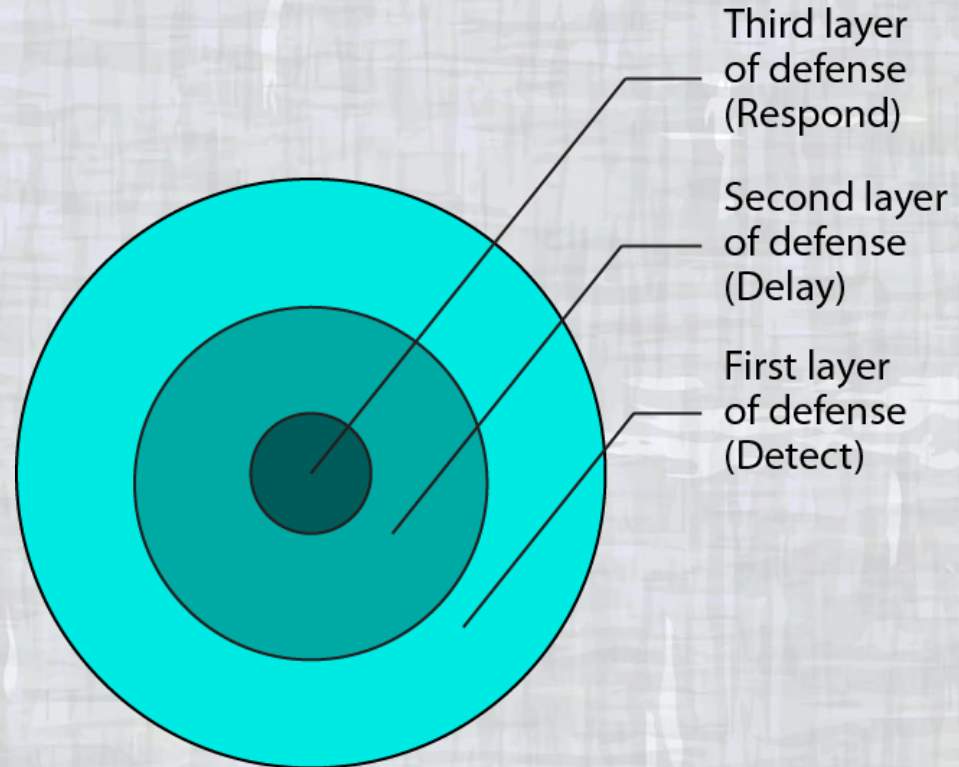 Third layer
of defense
(Respond)
Second layer
of defense
(Delay)
First layer
of defense
(Detect)